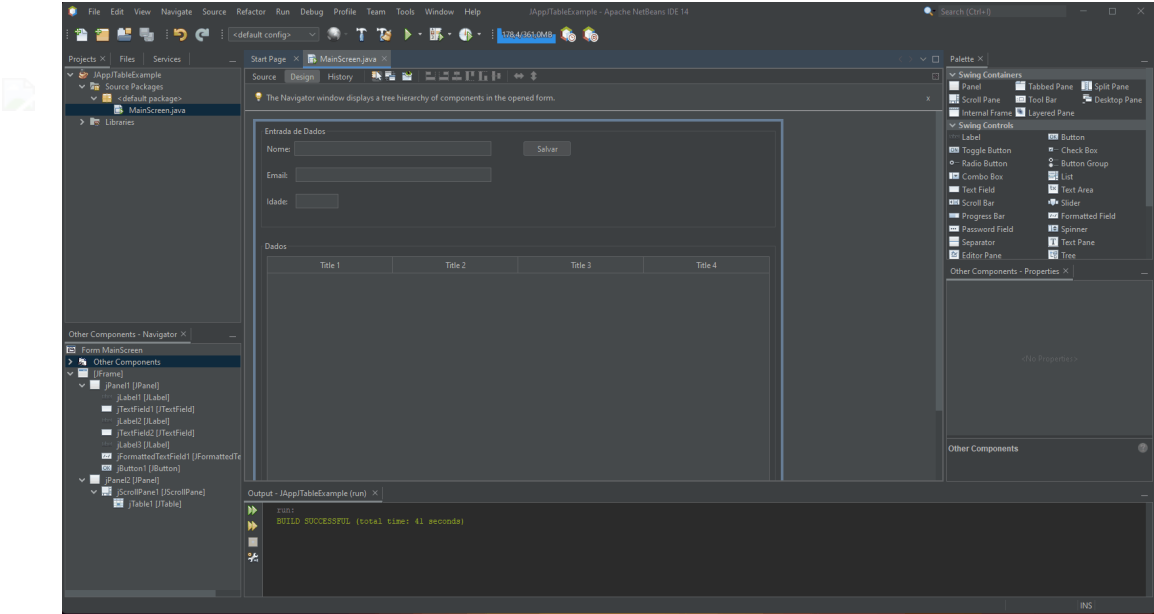 File Edit View Navigate Source Refactor Run Debug Profile Team Tools Window Help
JAppJTableExample - Apache NetBeans IDE 14
Search (Ctrl+I)
<default config>
178.4/361.0MB
Projects
Files
Services
JAppJTableExample
Source Packages
<default package>
MainScreen.java
Libraries
Start Page
MainScreen.java
Source
Design
History
The Navigator window displays a tree hierarchy of components in the opened form.
x
Entrada de Dados
Nome:
Salvar
Email:
Idade:
Dados
Title 1 Title 2 Title 3 Title 4
Palette
Swing Containers
Panel Tabbed Pane Split Pane
Scroll Pane Tool Bar Desktop Pane
Internal Frame Layered Pane
Swing Controls
Label Button
Toggle Button Check Box
Radio Button Button Group
Combo Box List
Text Field Text Area
Scroll Bar Slider
Progress Bar Formatted Field
Password Field Spinner
Separator Text Pane
Editor Pane Tree
Other Components - Properties
<No Properties>
Other Components
Other Components - Navigator
Form MainScreen
Other Components
[JFrame]
jPanel1 [JPanel]
jLabel1 [JLabel]
jTextField1 [JTextField]
jLabel2 [JLabel]
jTextField2 [JTextField]
jLabel3 [JLabel]
jFormattedTextField1 [JFormattedTe
jButton1 [JButton]
jPanel2 [JPanel]
jScrollPane1 [JScrollPane]
jTable1 [JTable]
Output - JAppJTableExample (run)
run:
BUILD SUCCESSFUL (total time: 41 seconds)
INS